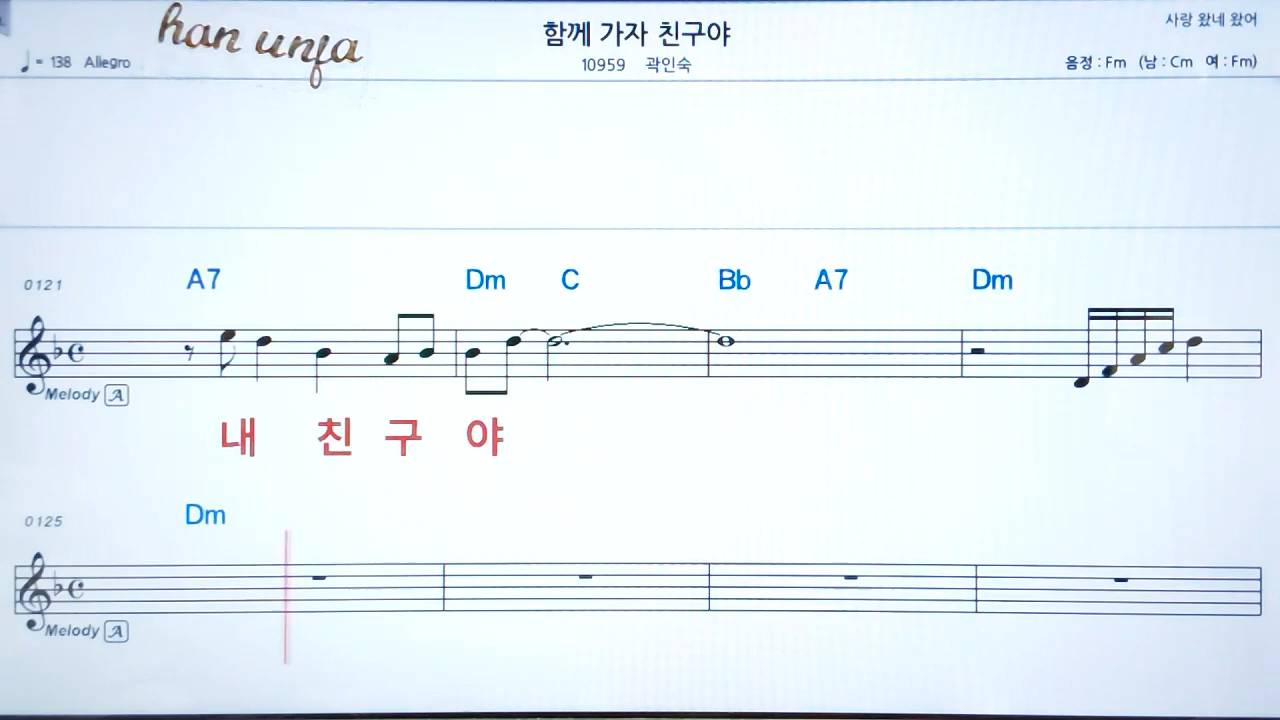 han unfa
함께 가자 친구야
사랑 왔네 왔어
♩= 138 Allegro
10959 곽인숙
음정 : Fm (남 : Cm 여 : Fm)
0121
A7 Dm C Bb A7 Dm
Melody A
내 친 구 야
0125
Dm
Melody A